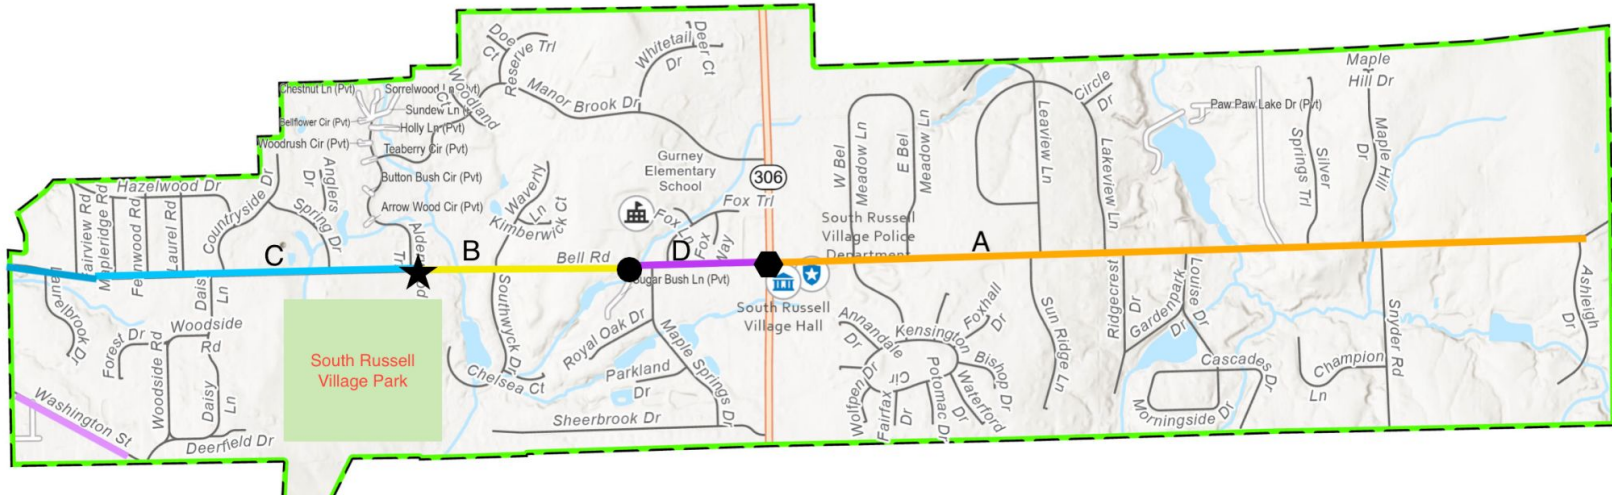 Doe
Ct
Reserve Trl
Whitetail
Dr
Deer Ct
Maple
Hill Dr
Chestnut Ln (Pvt)
Woodland
Ct
Manor Brook Dr
Circle
Dr
Paw Paw Lake Dr (Pvt)
Sundew Ln
Bellflower Cir (Pvt)
Holly Ln (Pvt)
Woodrush Cir (Pvt)
Teaberry Cir (Pvt)
Button Bush Cir (Pvt)
Arrow Wood Cir (Pvt)
Gurney
Elementary
School
306
W Bel
Meadow Ln
E Bel
Meadow Ln
Leaview Ln
Lakeview Ln
Silver
Springs Trl
Maple Hill
Dr
Hazelwood Dr
Fairview Rd
Mapleridge Rd
Fernwood Rd
Laurel Rd
Countryside Dr
Anglers
Dr
Spring Dr
Waverly
Ln
Kimberwick Ct
Fox Trl
Fox
Ln
Fox
Way
South Russell
Village Police
Department
C
B
Bell Rd
D
A
Sugar Bush Ln (Pvt)
South Russell
Village Hall
Laurelbrook Dr
Daisy
Ln
Forest Dr
Woodside
Rd
Woodside Rd
Daisy
Ln
South Russell
Village Park
Southwyck Dr
Chelsea Ct
Royal Oak Dr
Parkland
Dr
Maple Springs Dr
Sheerbrook Dr
Annandale
Dr
Kensington
Cir
Foxhall
Dr
Bishop Dr
Wolfpen Dr
Fairfax
Dr
Potomac Dr
Waterford
Dr
Sun Ridge Ln
Ridgecrest
Dr
Gardenpark
Dr
Louise Dr
Cascades Dr
Morningside Dr
Champion
Ln
Snyder Rd
Ashleigh
Dr
Washington St
Deerfield Dr